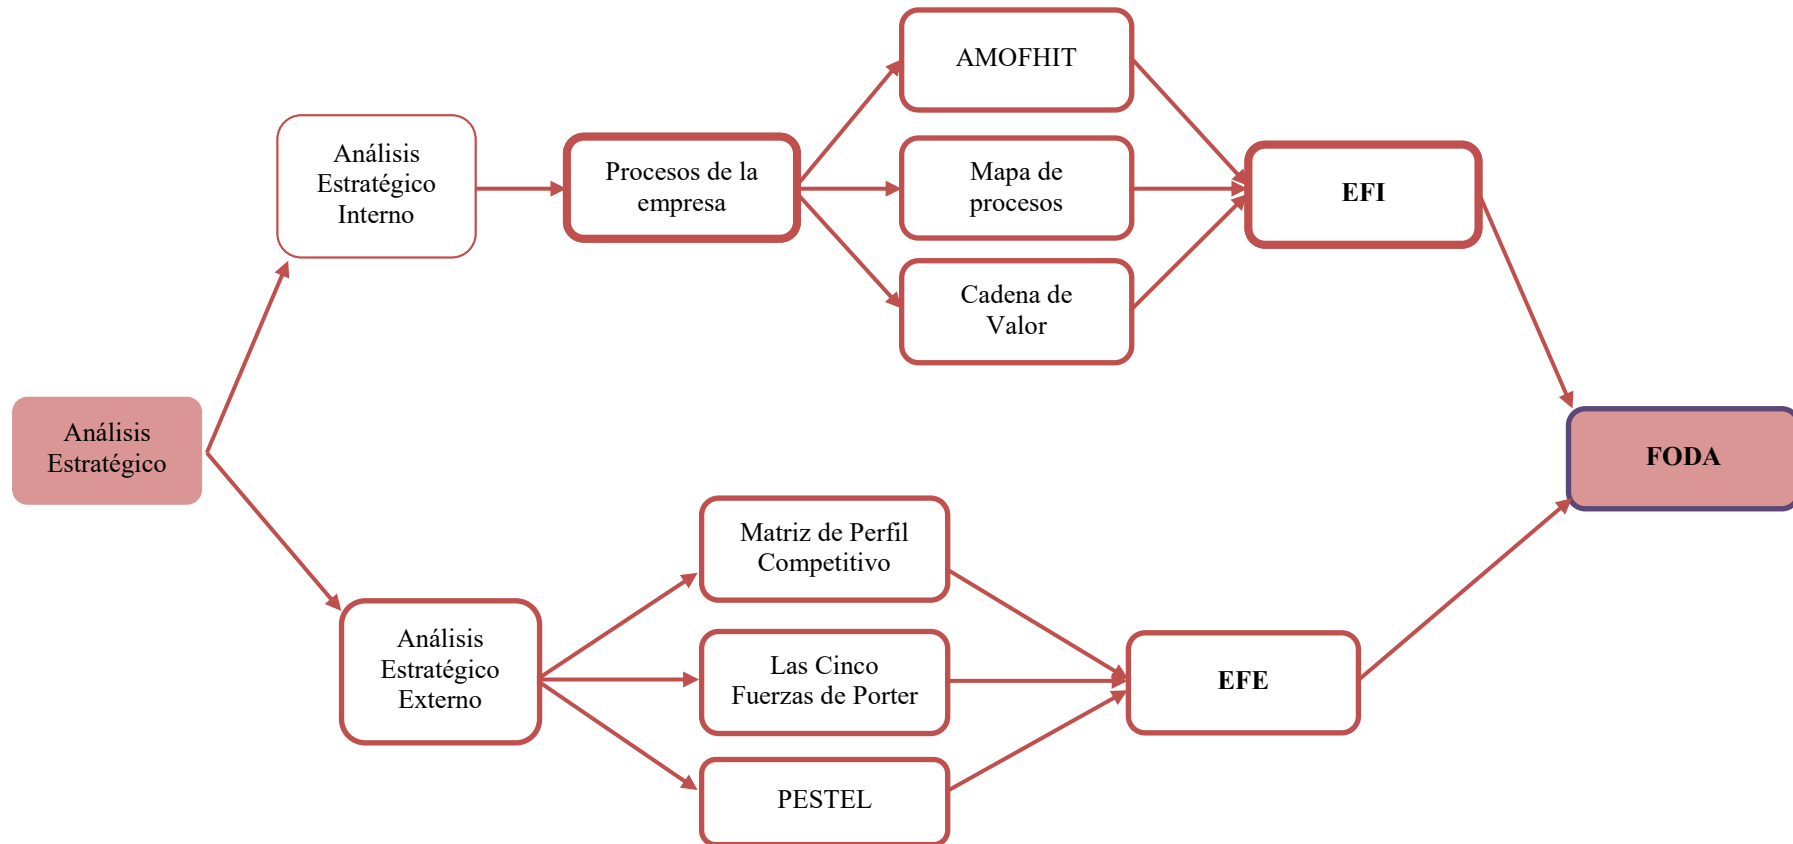 AMOFHIT
Análisis
Estratégico
Interno
Procesos de la
empresa
Mapa de
procesos
EFI
Cadena de
Valor
Análisis
Estratégico
FODA
Matriz de Perfil
Competitivo
Análisis
Estratégico
Externo
Las Cinco
Fuerzas de Porter
EFE
PESTEL